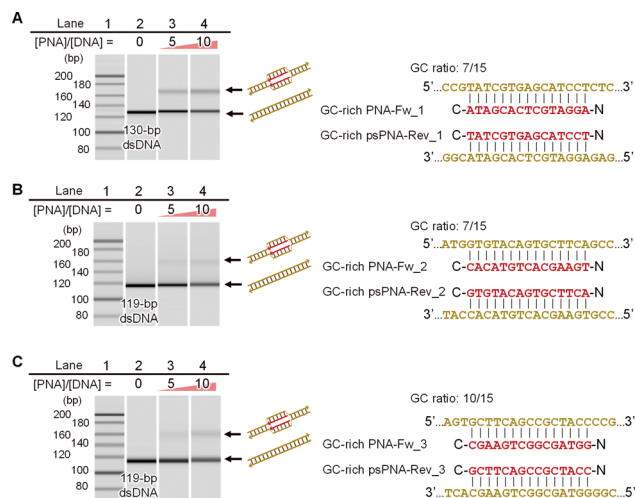 A
Lane 1 2 3 4
[PNA]/[DNA] = 0 5 10
(bp)
200
180
160
140
120
100
80
130-bp
dsDNA
GC ratio: 7/15
5’...CCGTATCGTGAGCATCCTCTC...
GC-rich PNA-Fw_1 C-ATAGCACTCGTAGGA-N
GC-rich psPNA-Rev_1 C-TATCGTGAGCATCCT-N
3’...GGCATAGCACTCGTAGGAGAG...5’
B
Lane 1 2 3 4
[PNA]/[DNA] = 0 5 10
(bp)
200
180
160
140
120
100
80
119-bp
dsDNA
GC ratio: 7/15
5’...ATGGTGTACAGTGCTTCAGCC...
GC-rich PNA-Fw_2 C-CACATGTCACGAAGT-N
GC-rich psPNA-Rev_2 C-GTGTACAGTGCTTCA-N
3’...TACCACATGTCACGAAGTGCC...5’
C
Lane 1 2 3 4
[PNA]/[DNA] = 0 5 10
(bp)
200
180
160
140
120
100
80
119-bp
dsDNA
GC ratio: 10/15
5’...AGTGCTTCAGCCGCTACCCCG...
GC-rich PNA-Fw_3 C-CGAAGTCGGCGATGG-N
GC-rich psPNA-Rev_3 C-GCTTCAGCCGCTACC-N
3’...TCACGAAGTCGGCGATGGGGC...5’